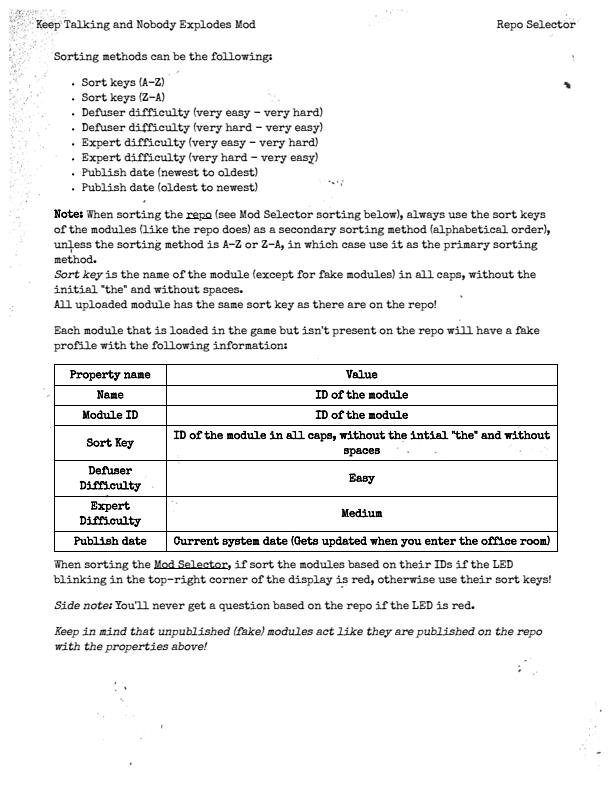 Keep Talking and Nobody Explodes Mod Repo Selector
Sorting methods can be the following:
• Sort keys (A-Z)
• Sort keys (Z-A)
• Defuser difficulty (very easy - very hard)
• Defuser difficulty (very hard - very easy)
• Expert difficulty (very easy - very hard)
• Expert difficulty (very hard - very easy)
• Publish date (newest to oldest)
• Publish date (oldest to newest)
Note: When sorting the repo (see Mod Selector sorting below), always use the sort keys
of the modules (like the repo does) as a secondary sorting method (alphabetical order),
unless the sorting method is A-Z or Z-A, in which case use it as the primary sorting
method.
Sort key is the name of the module (except for fake modules) in all caps, without the
initial "the" and without spaces.
All uploaded module has the same sort key as there are on the repo!
Each module that is loaded in the game but isn't present on the repo will have a fake
profile with the following information:
Property name Value
Name ID of the module
Module ID ID of the module
Sort Key ID of the module in all caps, without the intial "the" and without
spaces
Defuser
Difficulty Easy
Expert
Difficulty Medium
Publish date Current system date (Gets updated when you enter the office room)
When sorting the Mod Selector, if sort the modules based on their IDs if the LED
blinking in the top-right corner of the display is red, otherwise use their sort keys!
Side note: You'll never get a question based on the repo if the LED is red.
Keep in mind that unpublished (fake) modules act like they are published on the repo
with the properties above!